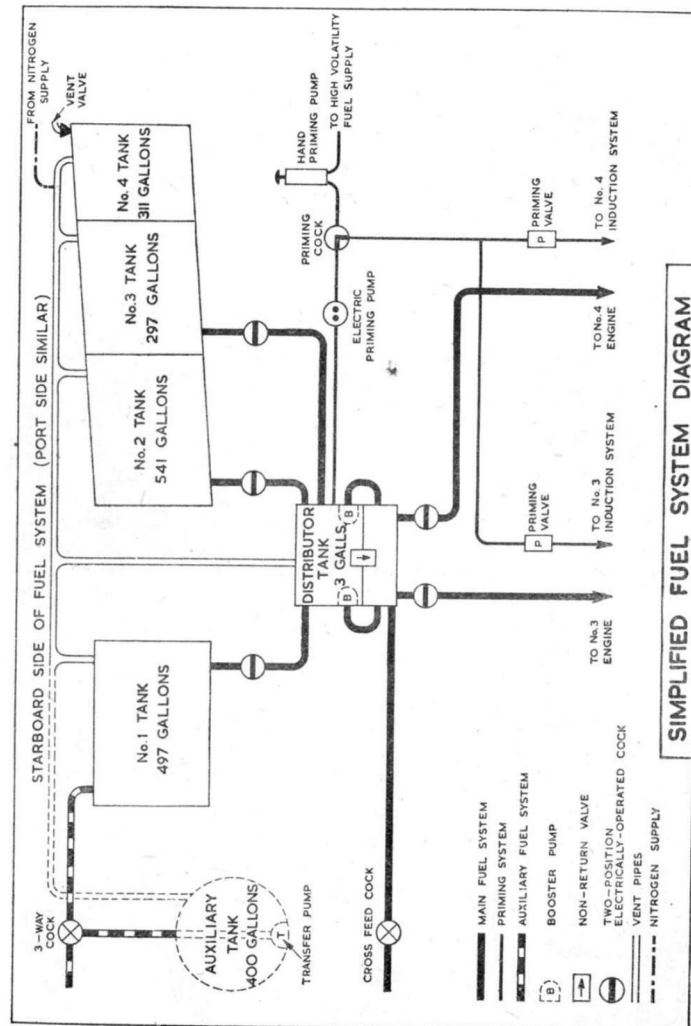 STARBOARD SIDE OF FUEL SYSTEM (PORT SIDE SIMILAR)
FROM NITROGEN
SUPPLY
VENT
VALVE
3-WAY
COCK
No.1 TANK
497 GALLONS
No.2 TANK
541 GALLONS
No.3 TANK
297 GALLONS
No.4 TANK
311 GALLONS
AUXILIARY
TANK
400 GALLONS
T
TRANSFER PUMP
DISTRIBUTOR
TANK
3 GALLS.
B
B
HAND
PRIMING PUMP
TO HIGH VOLATILITY
FUEL SUPPLY
PRIMING
COCK
ELECTRIC
PRIMING PUMP
CROSS FEED COCK
P
PRIMING
VALVE
P
PRIMING
VALVE
TO No.3
ENGINE
TO No.3
INDUCTION SYSTEM
TO No.4
ENGINE
TO No.4
INDUCTION SYSTEM
MAIN FUEL SYSTEM
PRIMING SYSTEM
AUXILIARY FUEL SYSTEM
B
BOOSTER PUMP
NON-RETURN VALVE
TWO-POSITION
ELECTRICALLY-OPERATED COCK
VENT PIPES
NITROGEN SUPPLY
SIMPLIFIED FUEL SYSTEM DIAGRAM